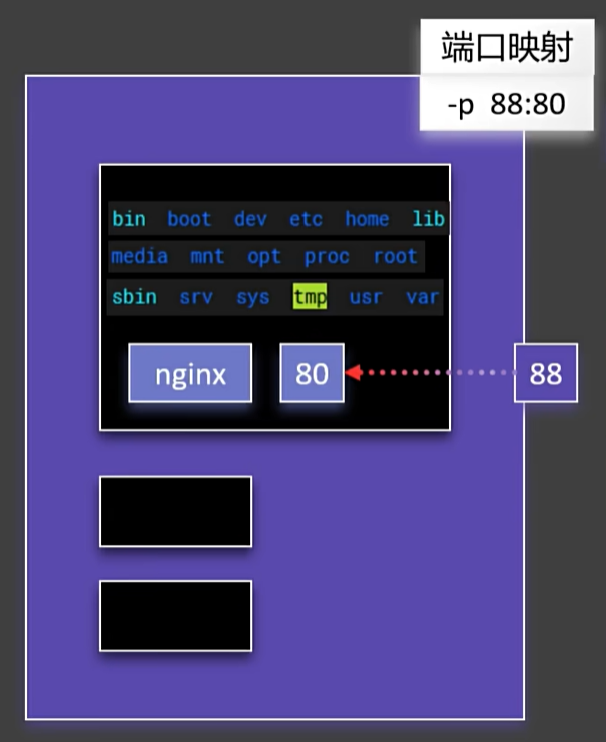 端口映射
-p 88:80
bin boot dev etc home lib
media mnt opt proc root
sbin srv sys tmp usr var
nginx 80 88